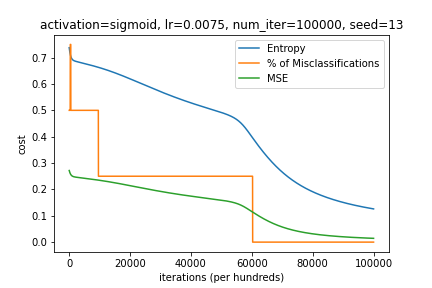 activation=sigmoid, lr=0.0075, num_iter=100000, seed=13
Entropy
% of Misclassifications
MSE
cost
0.7
0.6
0.5
0.4
0.3
0.2
0.1
0.0
0
20000
40000
60000
80000
100000
iterations (per hundreds)